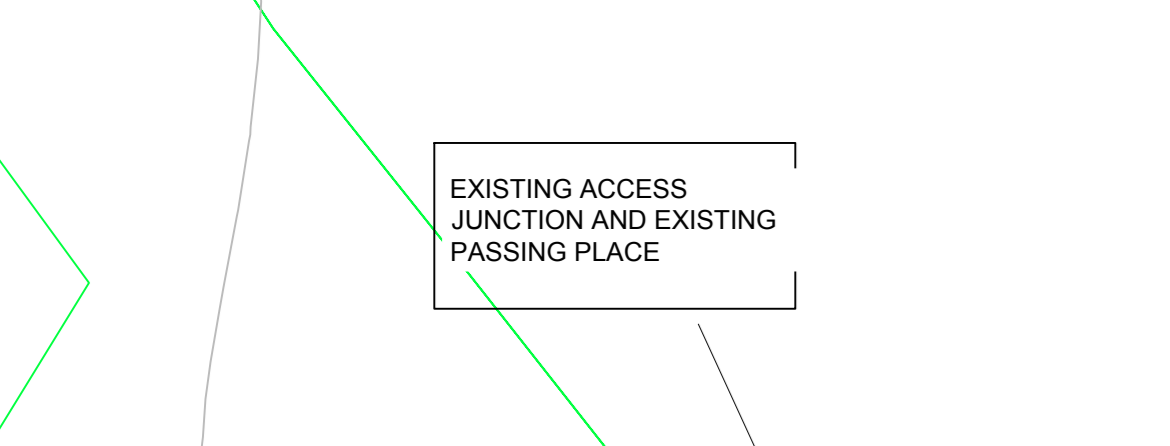 EXISTING ACCESS
JUNCTION AND EXISTING
PASSING PLACE